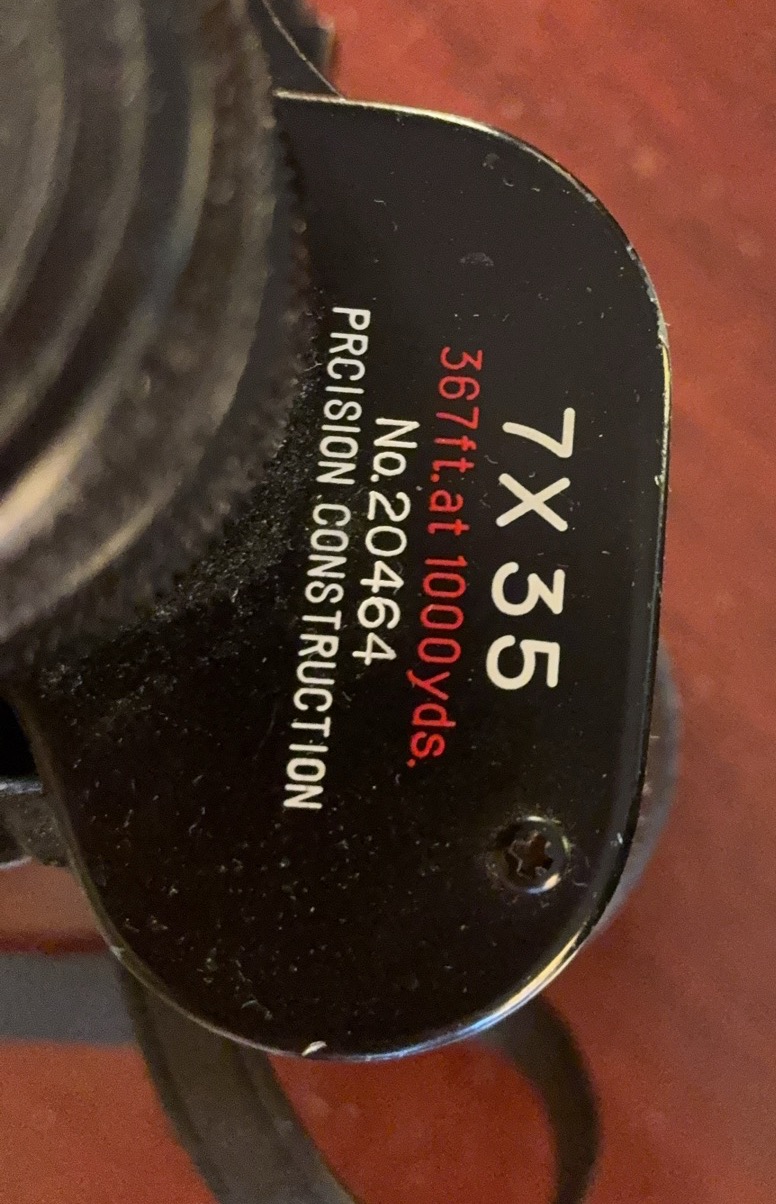 7X35
367ft.at 1000yds.
No.20464
PRCISION CONSTRUCTION